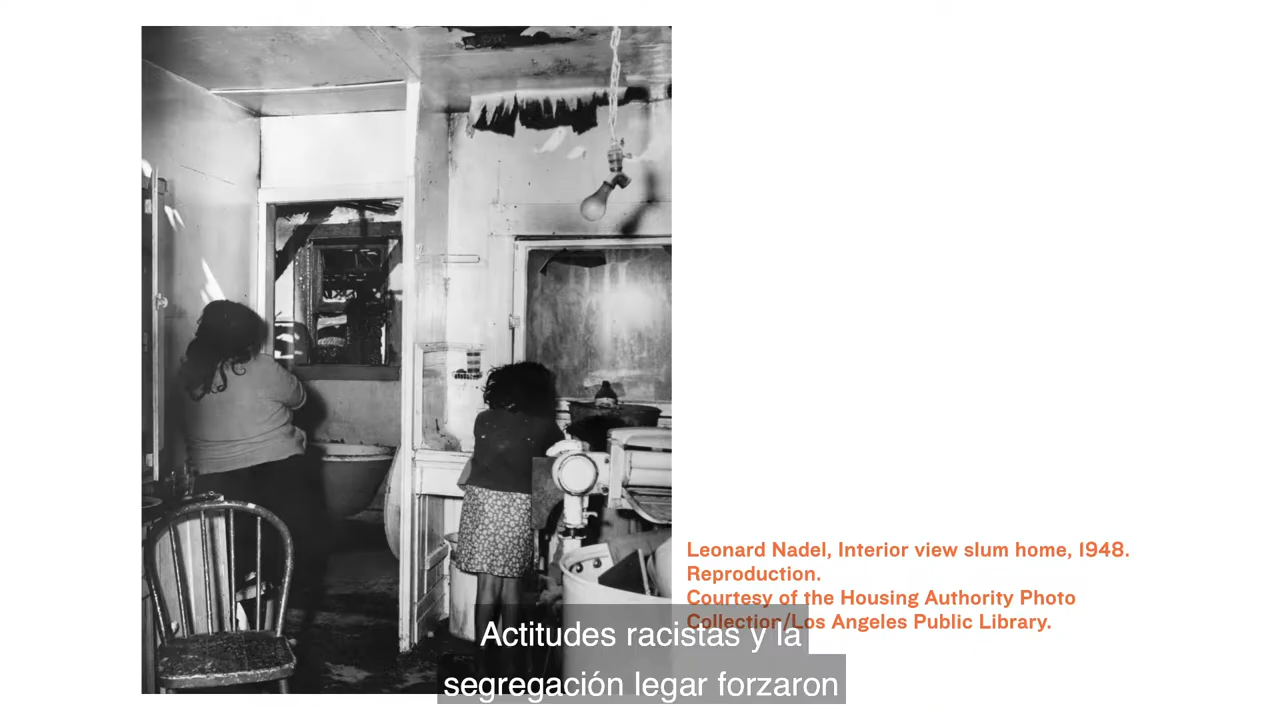 Leonard Nadel, Interior view slum home, 1948.
Reproduction.
Courtesy of the Housing Authority Photo
Collection/Los Angeles Public Library.
Actitudes racistas y la
segregación legar forzaron